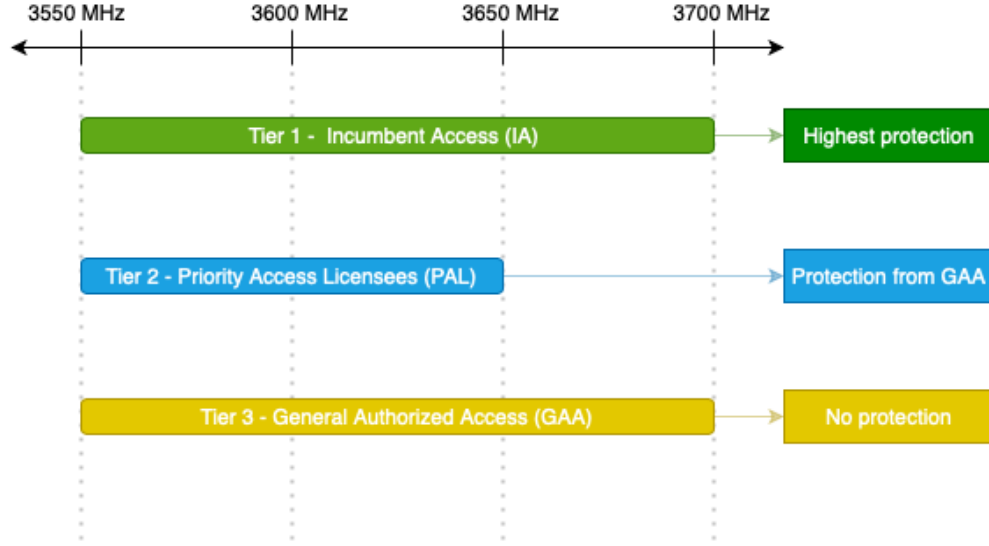 3550 MHz 3600 MHz 3650 MHz 3700 MHz
Tier 1 - Incumbent Access (IA) Highest protection
Tier 2 - Priority Access Licensees (PAL) Protection from GAA
Tier 3 - General Authorized Access (GAA) No protection